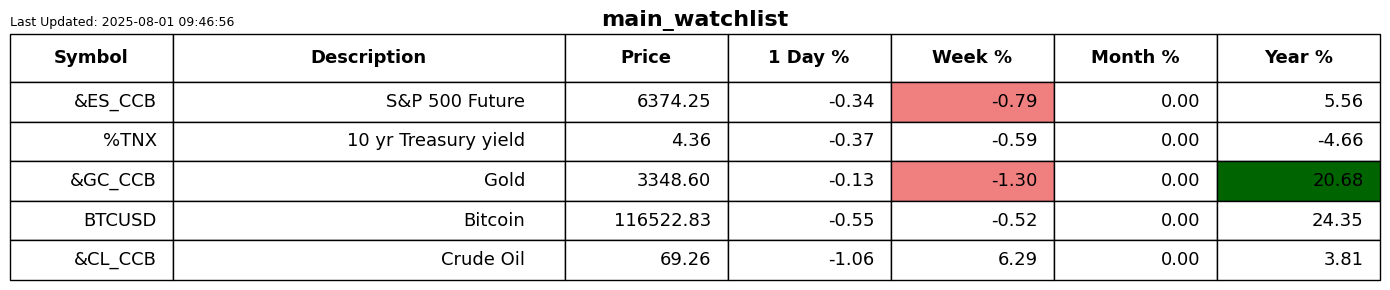 main_watchlist
Last Updated: 2025-08-01 09:46:56
Symbol Description Price 1 Day % Week % Month % Year %
&ES_CCB S&P 500 Future 6374.25 -0.34 -0.79 0.00 5.56
%TNX 10 yr Treasury yield 4.36 -0.37 -0.59 0.00 -4.66
&GC_CCB Gold 3348.60 -0.13 -1.30 0.00 20.68
BTCUSD Bitcoin 116522.83 -0.55 -0.52 0.00 24.35
&CL_CCB Crude Oil 69.26 -1.06 6.29 0.00 3.81